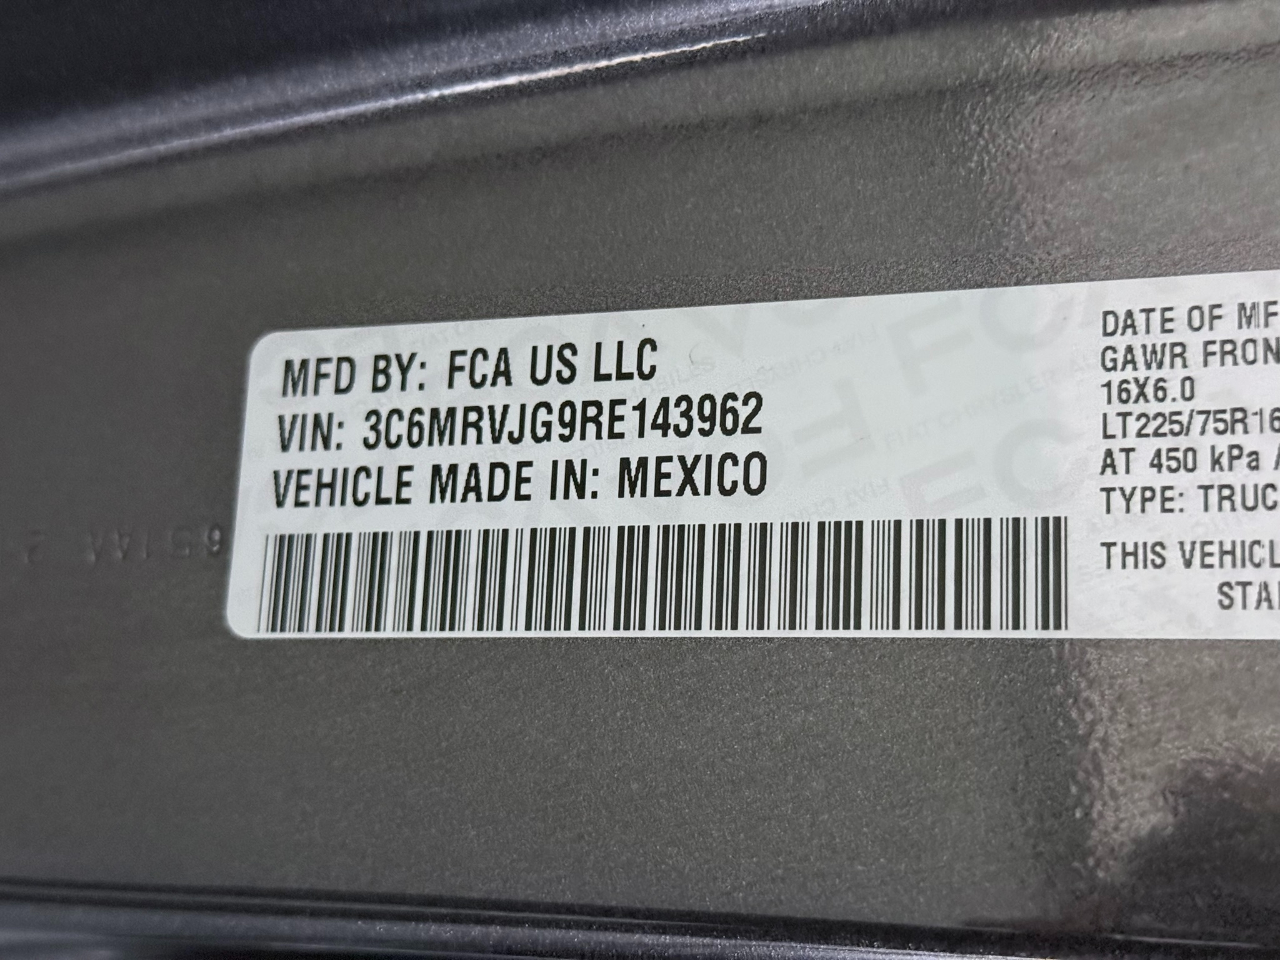 MFD BY: FCA US LLC
VIN: 3C6MRVJG9RE143962
VEHICLE MADE IN: MEXICO
DATE OF MF
GAWR FRON
16X6.0
LT225/75R16
AT 450 kPa
TYPE: TRUC
THIS VEHICL
STA